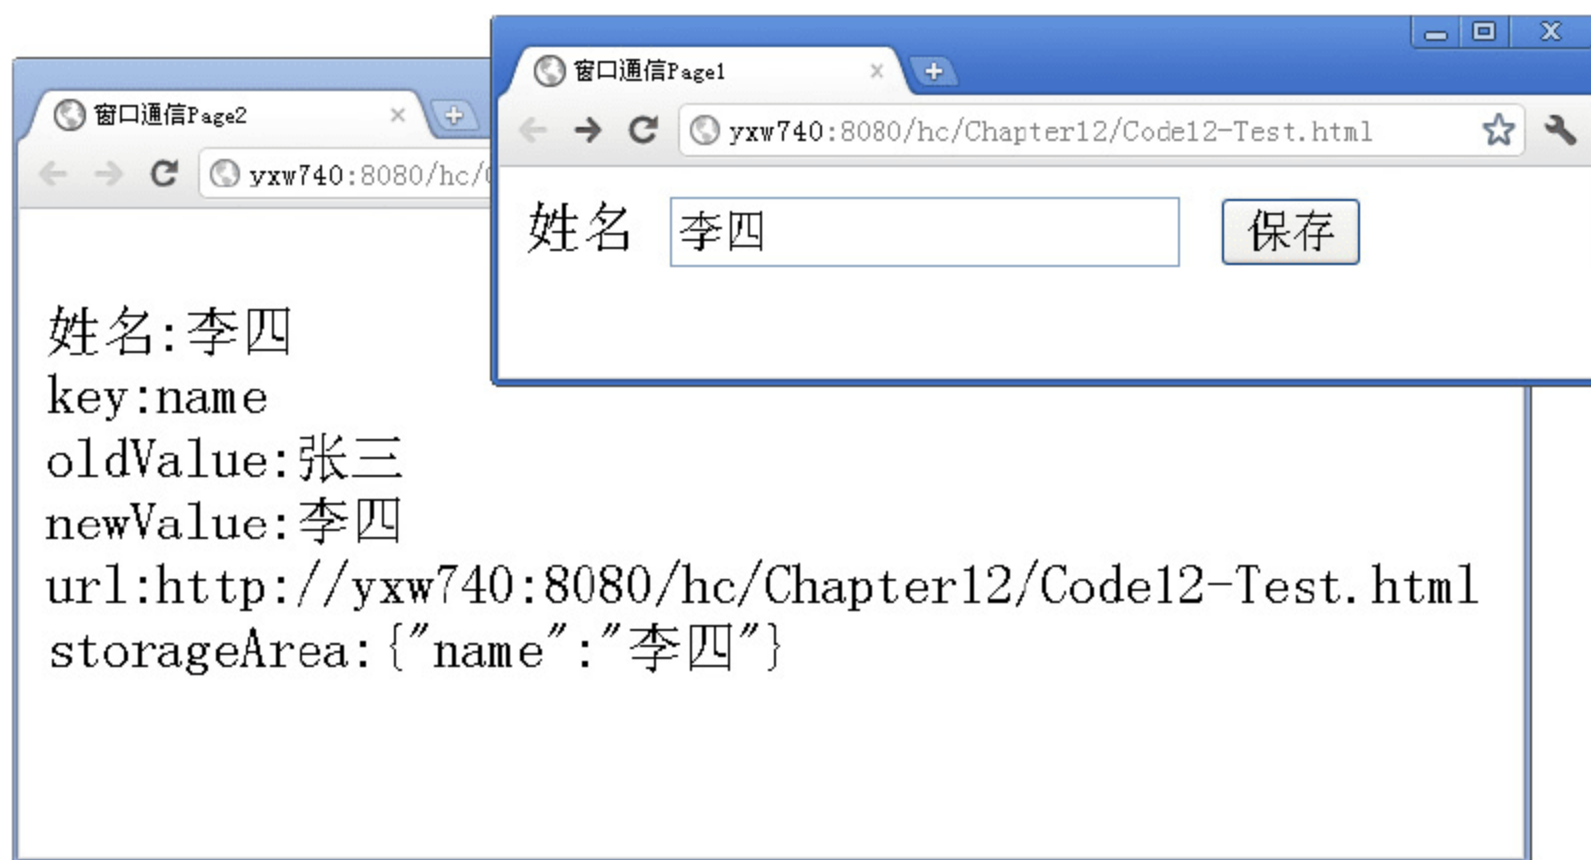 窗口通信Page1
yxw740:8080/hc/Chapter12/Code12-Test.html
姓名 李四 保存
窗口通信Page2
yxw740:8080/hc/
姓名:李四
key:name
oldValue:张三
newValue:李四
url:http://yxw740:8080/hc/Chapter12/Code12-Test.html
storageArea:{"name":"李四"}